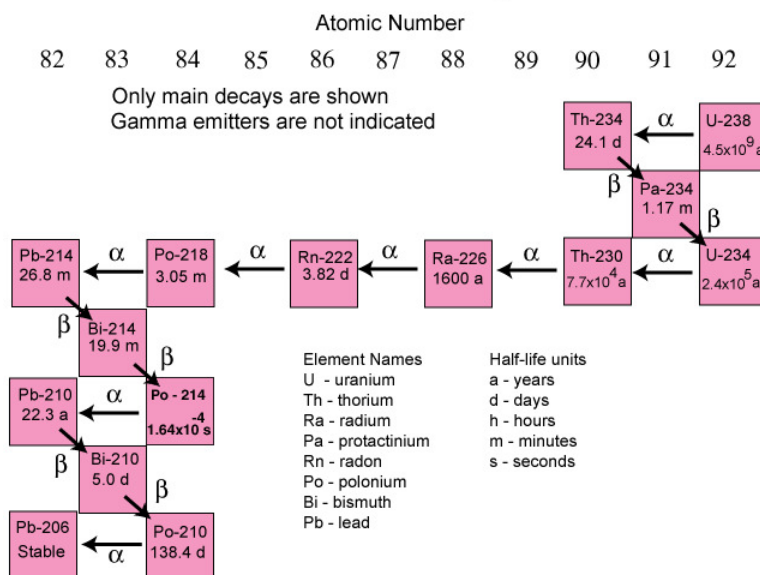 Atomic Number
82 83 84 85 86 87 88 89 90 91 92
Only main decays are shown
Gamma emitters are not indicated
Th-234
24.1 d
α
U-238
4.5x10⁹a
β
Pa-234
1.17 m
β
Pb-214
26.8 m
α
Po-218
3.05 m
α
Rn-222
3.82 d
α
Ra-226
1600 a
α
Th-230
7.7x10⁴a
α
U-234
2.4x10⁵a
β
Bi-214
19.9 m
β
Pb-210
22.3 a
α
Po - 214
-4
1.64x10 s
β
Bi-210
5.0 d
β
Pb-206
Stable
α
Po-210
138.4 d
Element Names
U - uranium
Th - thorium
Ra - radium
Pa - protactinium
Rn - radon
Po - polonium
Bi - bismuth
Pb - lead
Half-life units
a - years
d - days
h - hours
m - minutes
s - seconds